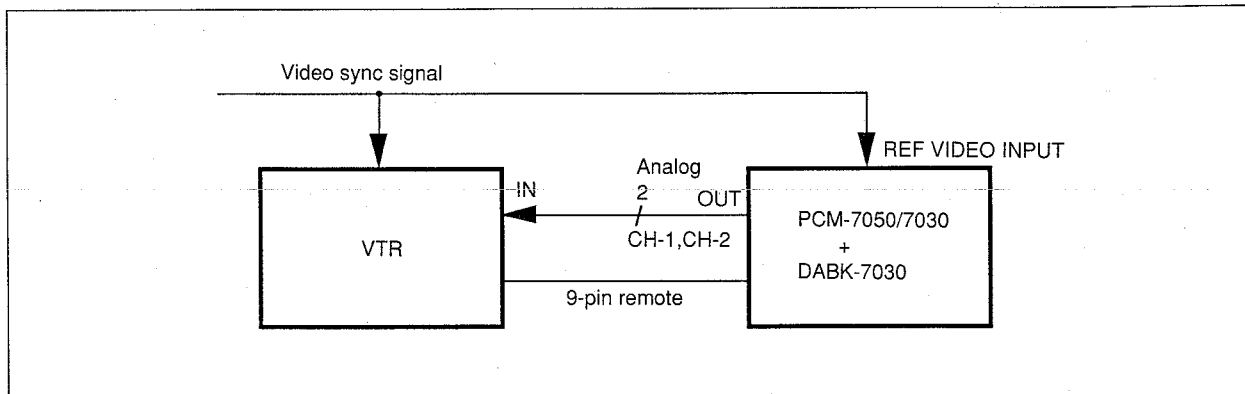 Video sync signal
REF VIDEO INPUT
Analog
IN
2
OUT
CH-1,CH-2
VTR
PCM-7050/7030
+
DABK-7030
9-pin remote